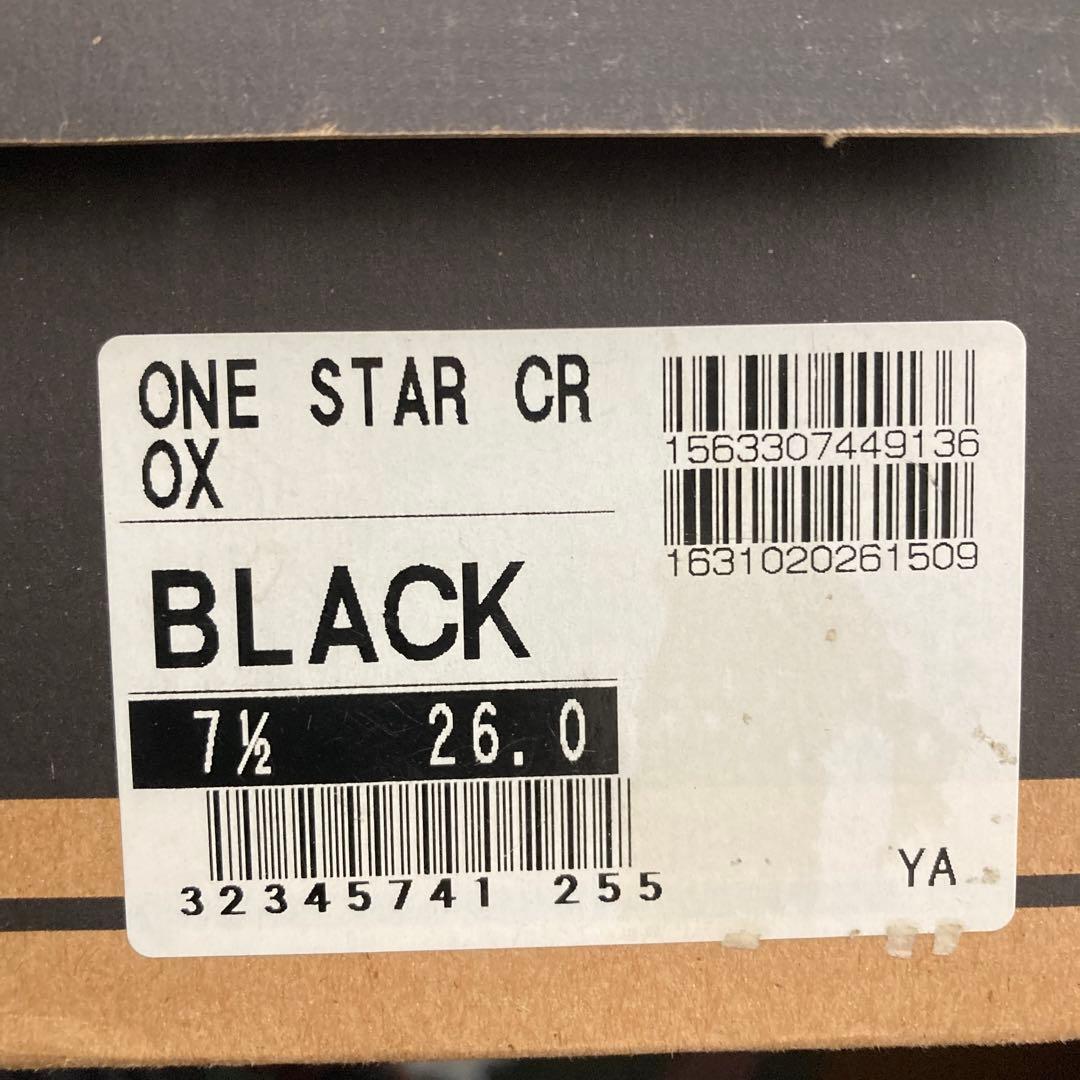 ONE STAR CR
OX
BLACK
7½ 26.0
32345741 255
1563307449136
1631020261509
YA